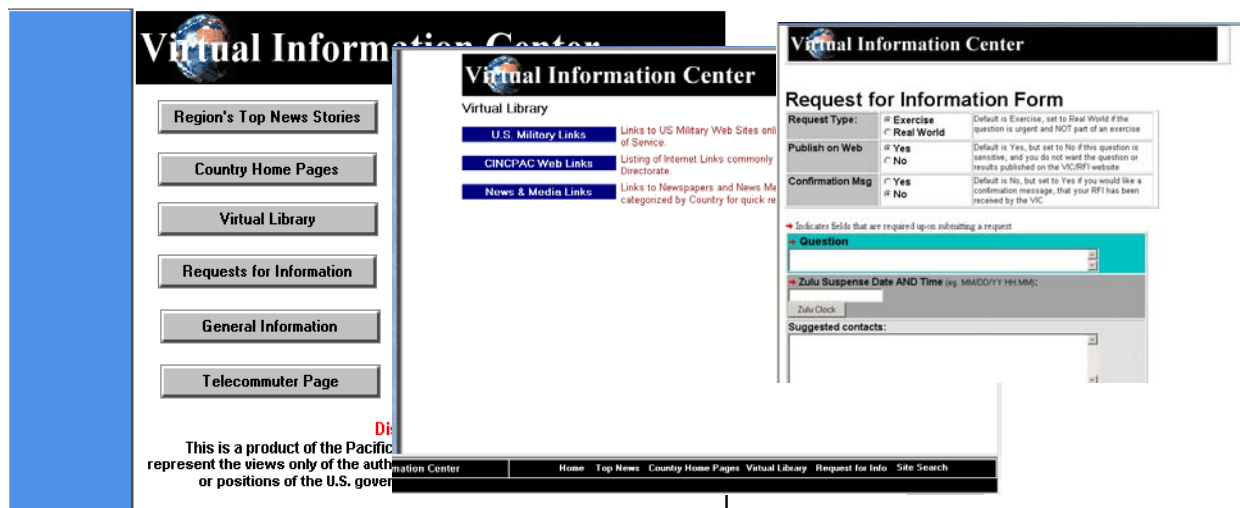 Virtual Information Center
Region's Top News Stories
Country Home Pages
Virtual Library
Requests for Information
General Information
Telecommuter Page
Dis
This is a product of the Pacific
represent the views only of the auth
or positions of the U.S. gover
Virtual Information Center
Virtual Library
U.S. Military Links
Links to US Military Web Sites onli
of Service.
CINCPAC Web Links
Listing of Internet Links commonly
Directorate.
News & Media Links
Links to Newspapers and News Me
categorized by Country for quick re
mation Center
Home Top News Country Home Pages Virtual Library Request for Info Site Search
Virtual Information Center
Request for Information Form
Request Type:
Exercise
Real World
Default is Exercise, set to Real World if the
question is urgent and NOT part of an exercise
Publish on Web
Yes
No
Default is Yes, but set to No if this question is
sensitive, and you do not want the question or
results published on the VIC/RFI website
Confirmation Msg
Yes
No
Default is No, but set to Yes if you would like a
confirmation message, that your RFI has been
received by the VIC
Indicates fields that are required upon submitting a request
Question
Zulu Suspense Date AND Time (eg. MM/DD/YY HH:MM):
Zulu Clock
Suggested contacts: